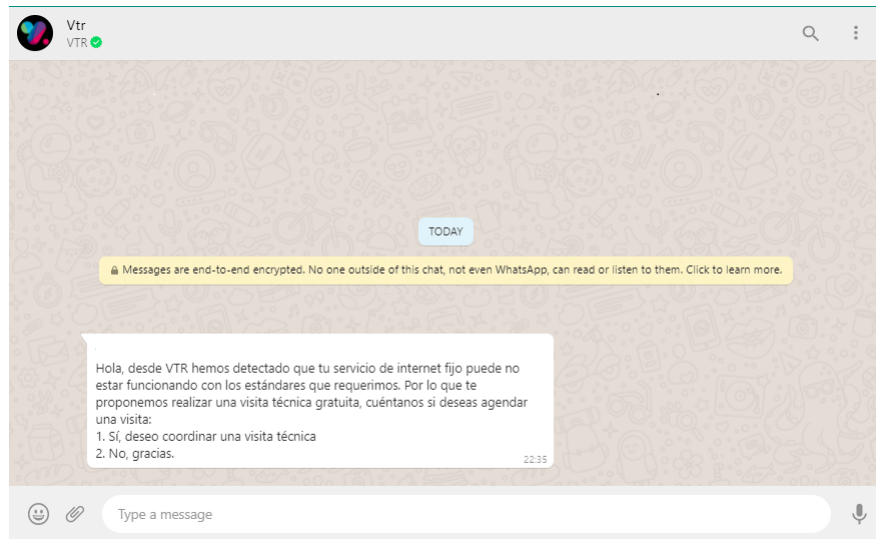 Vtr
VTR
TODAY
Messages are end-to-end encrypted. No one outside of this chat, not even WhatsApp, can read or listen to them. Click to learn more.
Hola, desde VTR hemos detectado que tu servicio de internet fijo puede no
estar funcionando con los estándares que requerimos. Por lo que te
proponemos realizar una visita técnica gratuita, cuéntanos si deseas agendar
una visita:
1. Sí, deseo coordinar una visita técnica
2. No, gracias.
22:35
Type a message